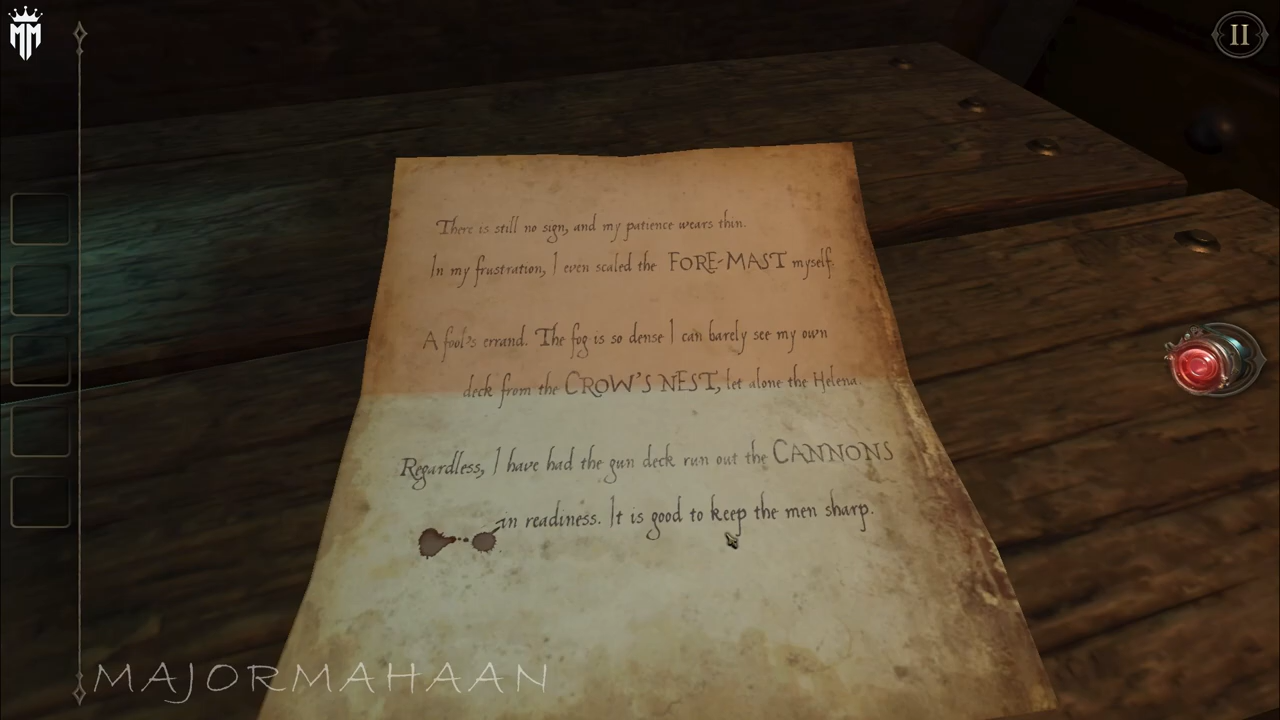 MM
II
There is still no sign, and my patience wears thin.
In my frustration, I even scaled the FORE-MAST myself.
A fool's errand. The fog is so dense I can barely see my own
deck from the CROW'S NEST, let alone the Helena.
Regardless, I have had the gun deck run out the CANNONS
in readiness. It is good to keep the men sharp.
MAJORMAHAAN